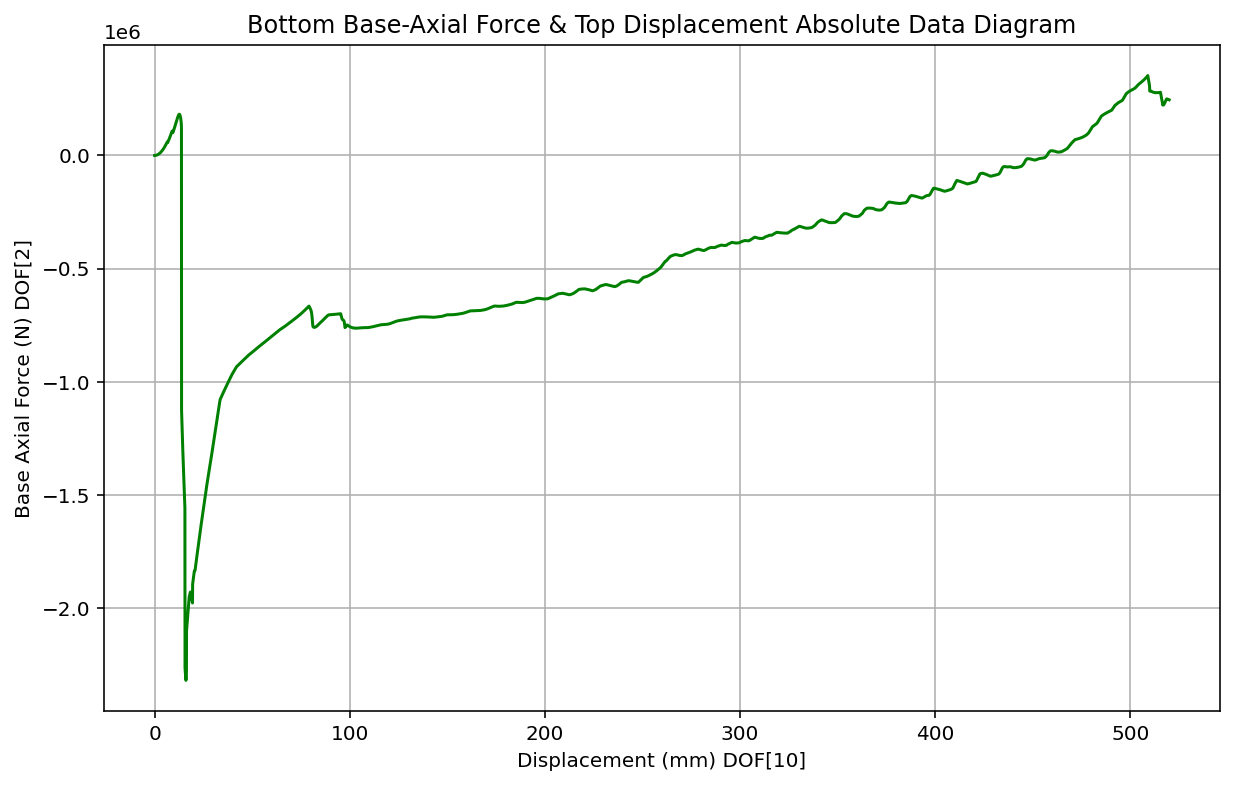 Bottom Base-Axial Force & Top Displacement Absolute Data Diagram
1e6
0.0
−0.5
−1.0
−1.5
−2.0
Base Axial Force (N) DOF[2]
0 100 200 300 400 500
Displacement (mm) DOF[10]